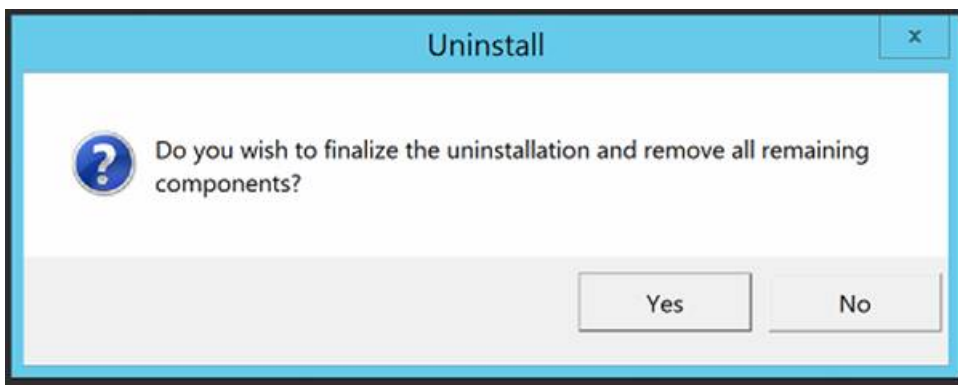 Uninstall
x
Do you wish to finalize the uninstallation and remove all remaining
components?
Yes
No